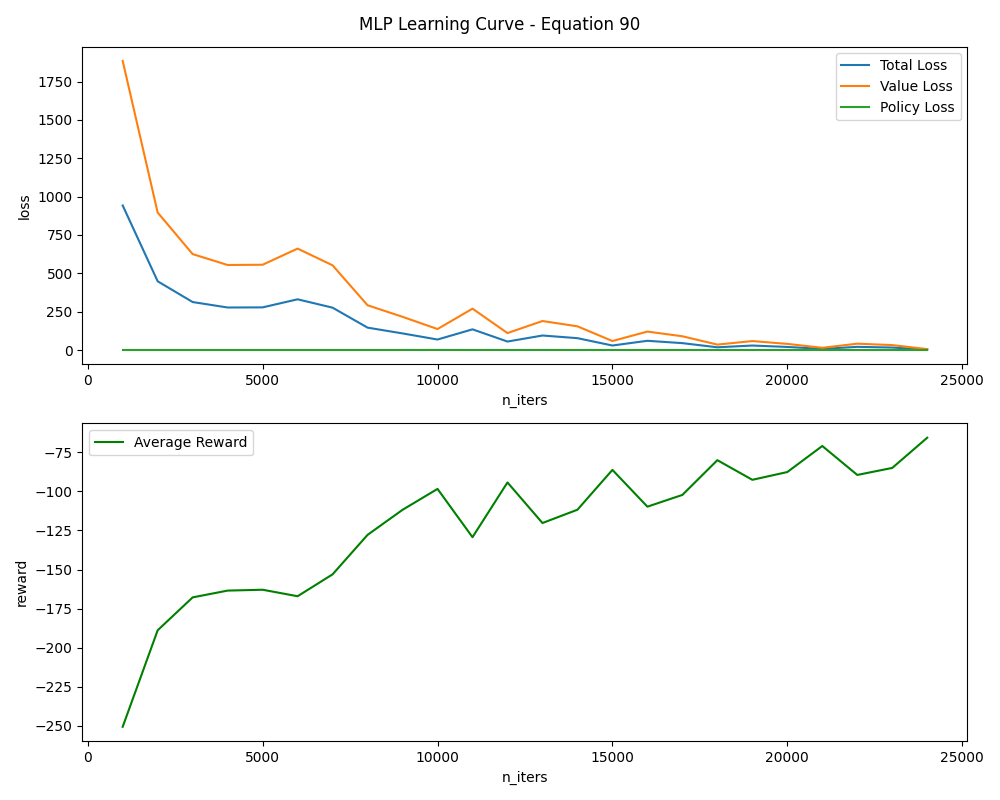 MLP Learning Curve - Equation 90
Total Loss
Value Loss
Policy Loss
1750
1500
1250
1000
750
500
250
0
loss
0 5000 10000 15000 20000 25000
n_iters
Average Reward
−75
−100
−125
−150
−175
−200
−225
−250
reward
0 5000 10000 15000 20000 25000
n_iters